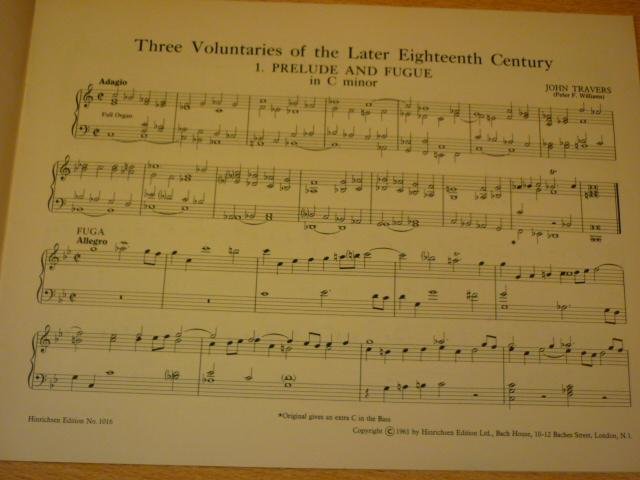 Three Voluntaries of the Later Eighteenth Century
1. PRELUDE AND FUGUE
in C minor
JOHN TRAVERS
(Peter F. Williams)
Adagio
Full Organ
FUGA
Allegro
*Original gives an extra C in the Bass
Hinrichsen Edition No. 1016
Copyright © 1961 by Hinrichsen Edition Ltd., Bach House, 10-12 Baches Street, London, N.1.